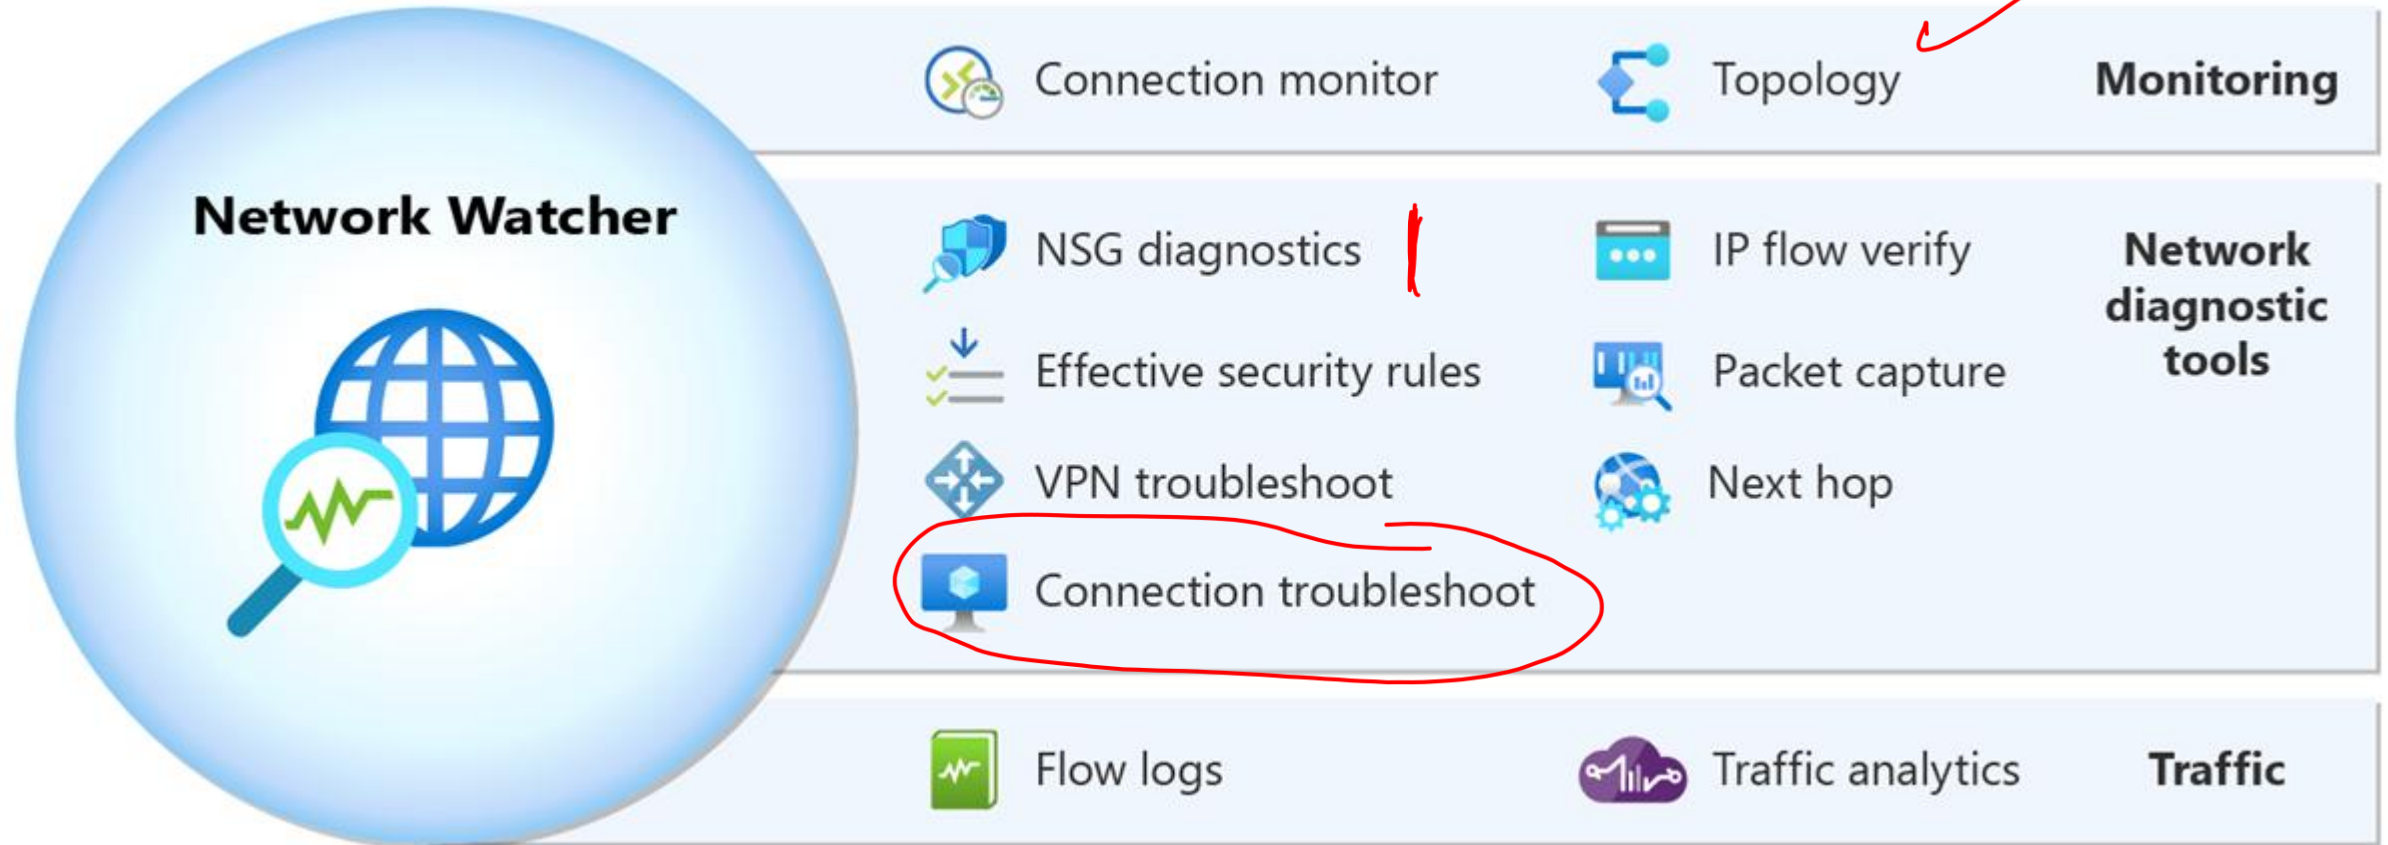 Network Watcher
Connection monitor
Topology
Monitoring
NSG diagnostics
IP flow verify
Effective security rules
Packet capture
VPN troubleshoot
Next hop
Connection troubleshoot
Network
diagnostic
tools
Flow logs
Traffic analytics
Traffic